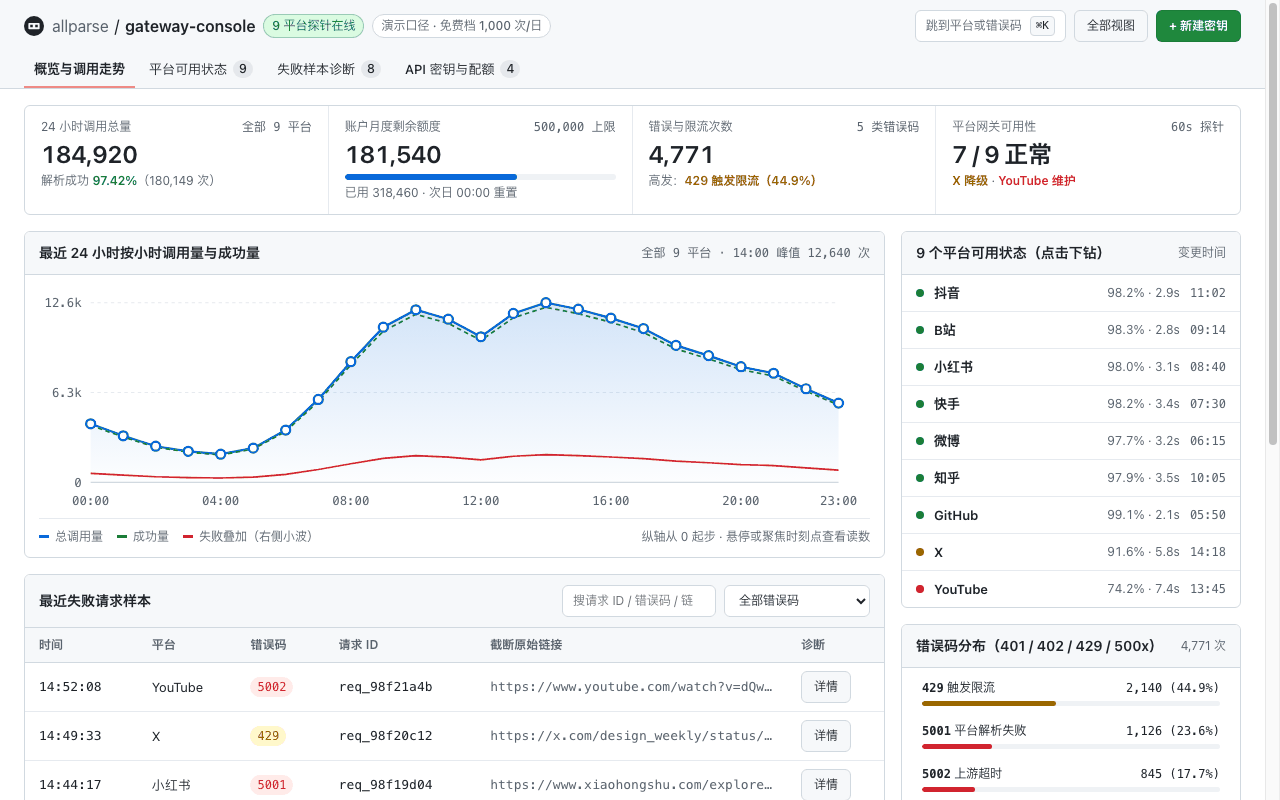 allparse / gateway-console 9 平台探针在线 演示口径 · 免费档 1,000 次/日 跳到平台或错误码 ⌘K 全部视图 + 新建密钥
概览与调用走势 平台可用状态 9 失败样本诊断 8 API 密钥与配额 4
24 小时调用总量 全部 9 平台
184,920
解析成功 97.42%（180,149 次）
账户月度剩余额度 500,000 上限
181,540
已用 318,460 · 次日 00:00 重置
错误与限流次数 5 类错误码
4,771
高发：429 触发限流（44.9%）
平台网关可用性 60s 探针
7 / 9 正常
X 降级 · YouTube 维护
最近 24 小时按小时调用量与成功量 全部 9 平台 · 14:00 峰值 12,640 次
12.6k
6.3k
0
00:00 04:00 08:00 12:00 16:00 20:00 23:00
总调用量 成功量 失败叠加（右侧小波） 纵轴从 0 起步 · 悬停或聚焦时刻点查看读数
9 个平台可用状态（点击下钻） 变更时间
抖音 98.2% · 2.9s 11:02
B站 98.3% · 2.8s 09:14
小红书 98.0% · 3.1s 08:40
快手 98.2% · 3.4s 07:30
微博 97.7% · 3.2s 06:15
知乎 97.9% · 3.5s 10:05
GitHub 99.1% · 2.1s 05:50
X 91.6% · 5.8s 14:18
YouTube 74.2% · 7.4s 13:45
最近失败请求样本 搜请求 ID / 错误码 / 链 全部错误码
时间 平台 错误码 请求 ID 截断原始链接 诊断
14:52:08 YouTube 5002 req_98f21a4b https://www.youtube.com/watch?v=dQw… 详情
14:49:33 X 429 req_98f20c12 https://x.com/design_weekly/status/… 详情
14:44:17 小红书 5001 req_98f19d04 https://www.xiaohongshu.com/explore… 详情
错误码分布（401 / 402 / 429 / 500x） 4,771 次
429 触发限流 2,140 (44.9%)
5001 平台解析失败 1,126 (23.6%)
5002 上游超时 845 (17.7%)